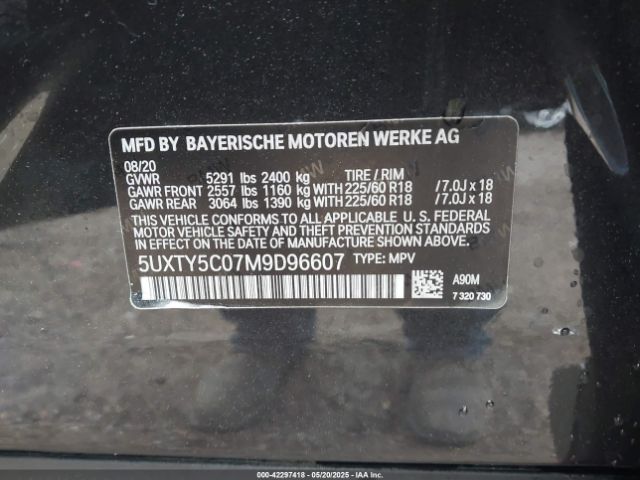 MFD BY BAYERISCHE MOTOREN WERKE AG
08/20
GVWR 5291 lbs 2400 kg TIRE / RIM
GAWR FRONT 2557 lbs 1160 kg WITH 225/60 R18 / 7.0J x 18
GAWR REAR 3064 lbs 1390 kg WITH 225/60 R18 / 7.0J x 18
THIS VEHICLE CONFORMS TO ALL APPLICABLE U. S. FEDERAL
MOTOR VEHICLE SAFETY, BUMPER, AND THEFT PREVENTION
STANDARDS IN EFFECT ON THE DATE OF MANUFACTURE SHOWN ABOVE.
5UXTY5C07M9D96607 TYPE: MPV
A90M
7 320 730
000-42297418 | 05/20/2025 | IAAI.COM